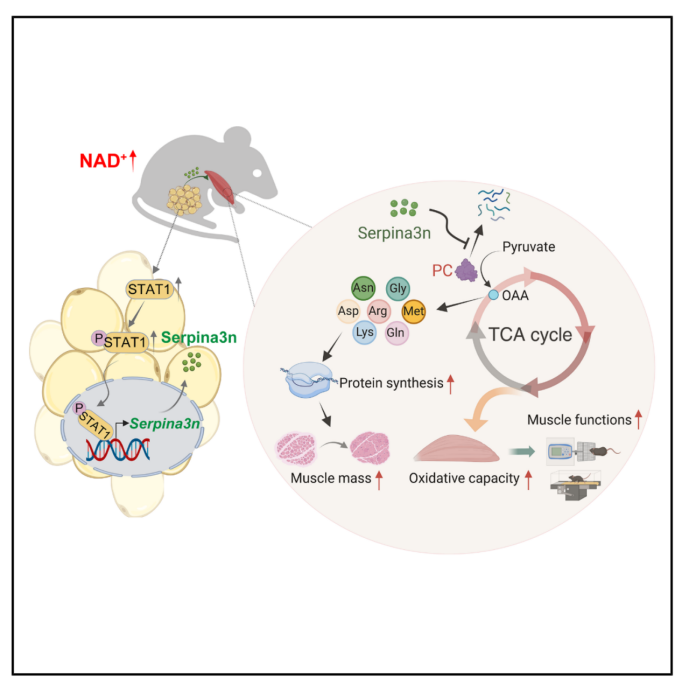 NAD+↑
STAT1
P
STAT1
Serpina3n
P
STAT1
Serpina3n
Serpina3n
PC
Pyruvate
OAA
TCA cycle
Asn
Gly
Asp
Arg
Met
Lys
Gln
Protein synthesis ↑
Muscle mass ↑
Oxidative capacity ↑
Muscle functions ↑